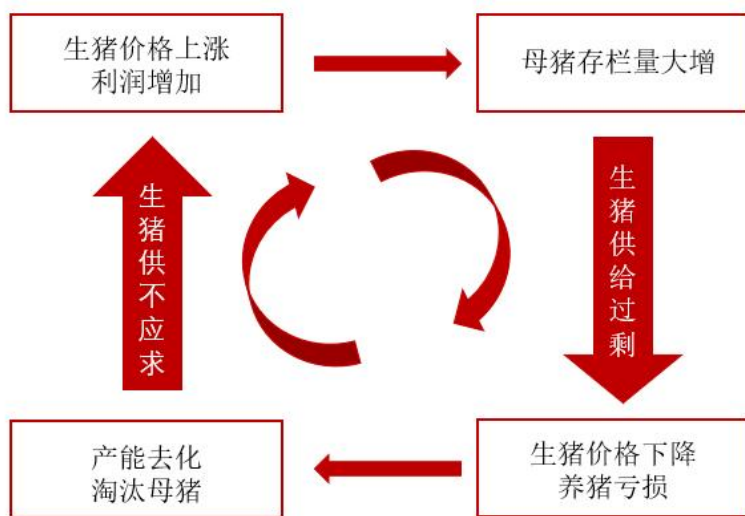 生猪价格上涨
利润增加
母猪存栏量大增
生猪供不应求
生猪供给过剩
产能去化
淘汰母猪
生猪价格下降
养猪亏损